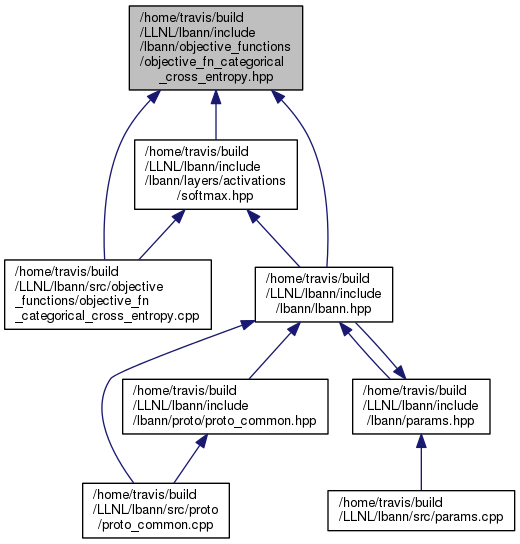 /home/travis/build
/LLNL/lbann/include
/lbann/objective_functions
/objective_fn_categorical
_cross_entropy.hpp
/home/travis/build
/LLNL/lbann/include
/lbann/layers/activations
/softmax.hpp
/home/travis/build
/LLNL/lbann/src/objective
_functions/objective_fn
_categorical_cross_entropy.cpp
/home/travis/build
/LLNL/lbann/include
/lbann/lbann.hpp
/home/travis/build
/LLNL/lbann/include
/lbann/proto/proto_common.hpp
/home/travis/build
/LLNL/lbann/include
/lbann/params.hpp
/home/travis/build
/LLNL/lbann/src/proto
/proto_common.cpp
/home/travis/build
/LLNL/lbann/src/params.cpp